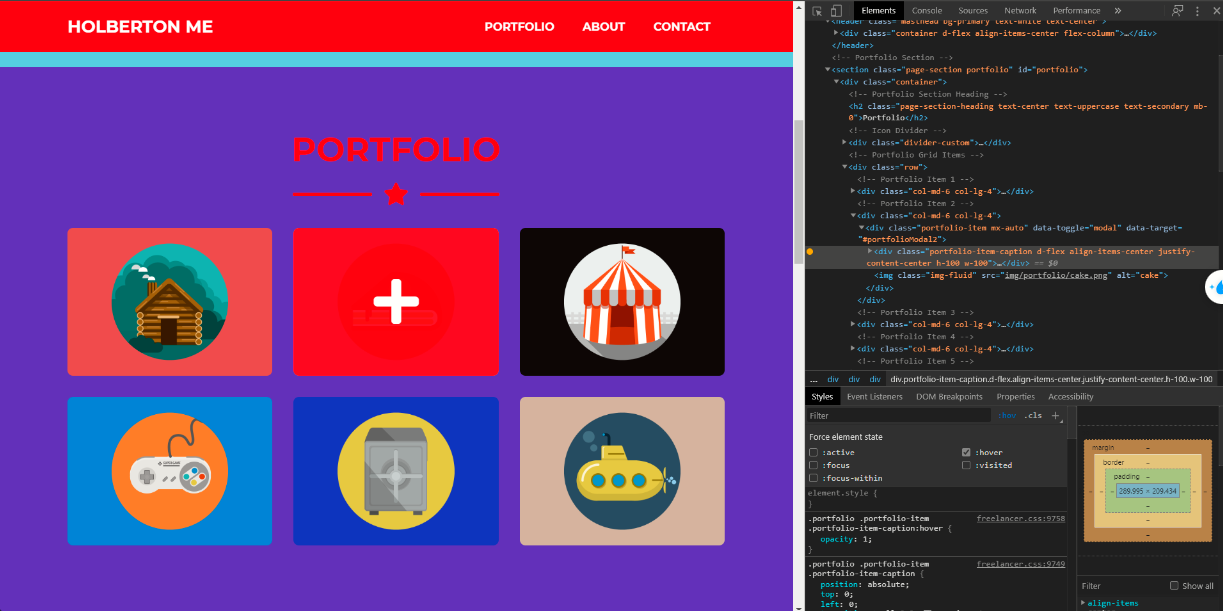 HOLBERTON ME
PORTFOLIO ABOUT CONTACT
PORTFOLIO
Elements Console Sources Network Performance »
<header class="masthead bg-primary text-white text-center">
<div class="container d-flex align-items-center flex-column">…</div>
</header>
<!-- Portfolio Section -->
<section class="page-section portfolio" id="portfolio">
<div class="container">
<!-- Portfolio Section Heading -->
<h2 class="page-section-heading text-center text-uppercase text-secondary mb-
0">Portfolio</h2>
<!-- Icon Divider -->
<div class="divider-custom">…</div>
<!-- Portfolio Grid Items -->
<div class="row">
<!-- Portfolio Item 1 -->
<div class="col-md-6 col-lg-4">…</div>
<!-- Portfolio Item 2 -->
<div class="col-md-6 col-lg-4">
<div class="portfolio-item mx-auto" data-toggle="modal" data-target=
"#portfolioModal2">
<div class="portfolio-item-caption d-flex align-items-center justify-
content-center h-100 w-100">…</div> == $0
<img class="img-fluid" src="img/portfolio/cake.png" alt="cake">
</div>
</div>
<!-- Portfolio Item 3 -->
<div class="col-md-6 col-lg-4">…</div>
<!-- Portfolio Item 4 -->
<div class="col-md-6 col-lg-4">…</div>
<!-- Portfolio Item 5 -->
... div div div div.portfolio-item-caption.d-flex.align-items-center.justify-content-center.h-100.w-100
Styles Event Listeners DOM Breakpoints Properties Accessibility
Filter :hov .cls +
Force element state
:active :hover
:focus :visited
:focus-within
element.style {
}
.portfolio .portfolio-item freelancer.css:9758
.portfolio-item-caption:hover {
opacity: 1;
}
.portfolio .portfolio-item freelancer.css:9749
.portfolio-item-caption {
position: absolute;
top: 0;
left: 0;
margin -
border -
padding -
289.995 × 209.434
Filter Show all
align-items